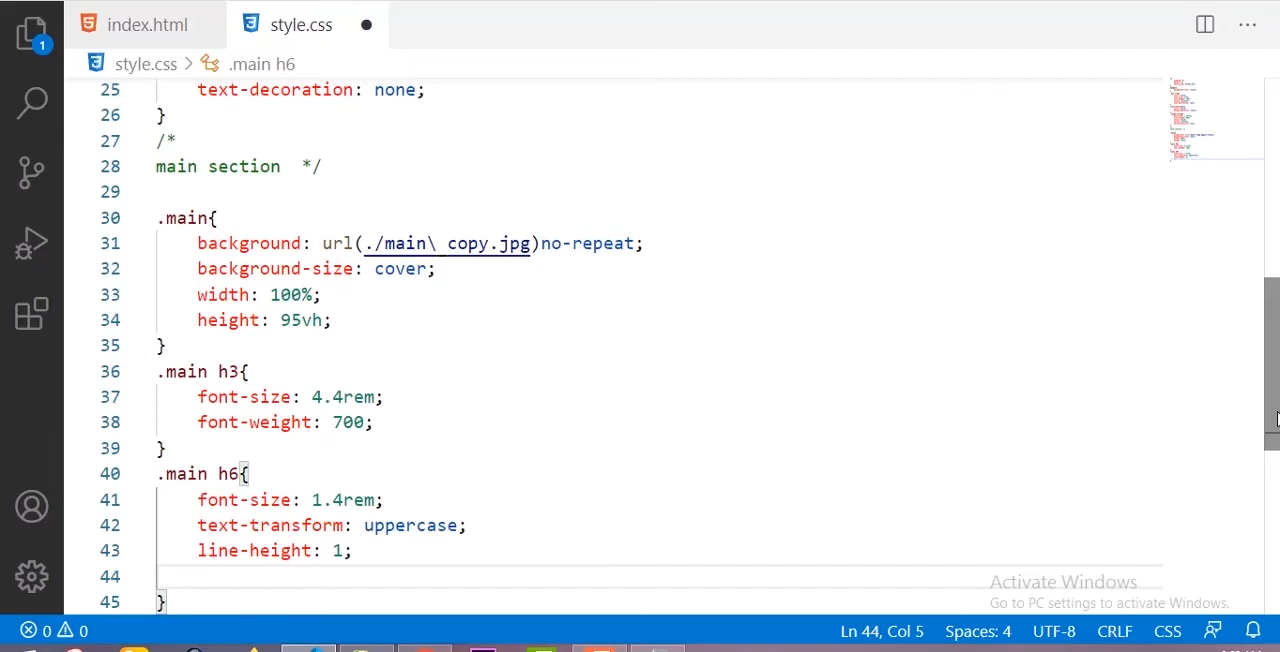 index.html
style.css
1
style.css > .main h6
25 text-decoration: none;
26 }
27 /*
28 main section  */
29
30 .main{
31 background: url(./main\ copy.jpg)no-repeat;
32 background-size: cover;
33 width: 100%;
34 height: 95vh;
35 }
36 .main h3{
37 font-size: 4.4rem;
38 font-weight: 700;
39 }
40 .main h6{
41 font-size: 1.4rem;
42 text-transform: uppercase;
43 line-height: 1;
44
45 }
Activate Windows
Go to PC settings to activate Windows.
0 0 Ln 44, Col 5 Spaces: 4 UTF-8 CRLF CSS